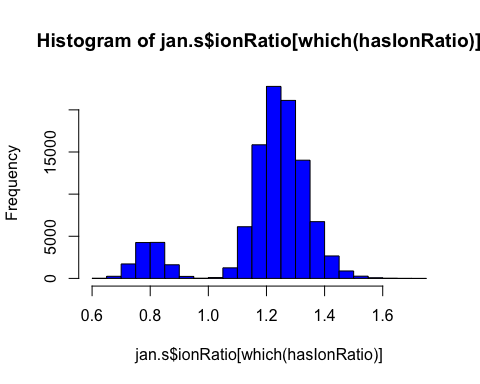 Histogram of jan.s$ionRatio[which(hasIonRatio)]
Frequency
15000
5000
0
0.6 0.8 1.0 1.2 1.4 1.6
jan.s$ionRatio[which(hasIonRatio)]